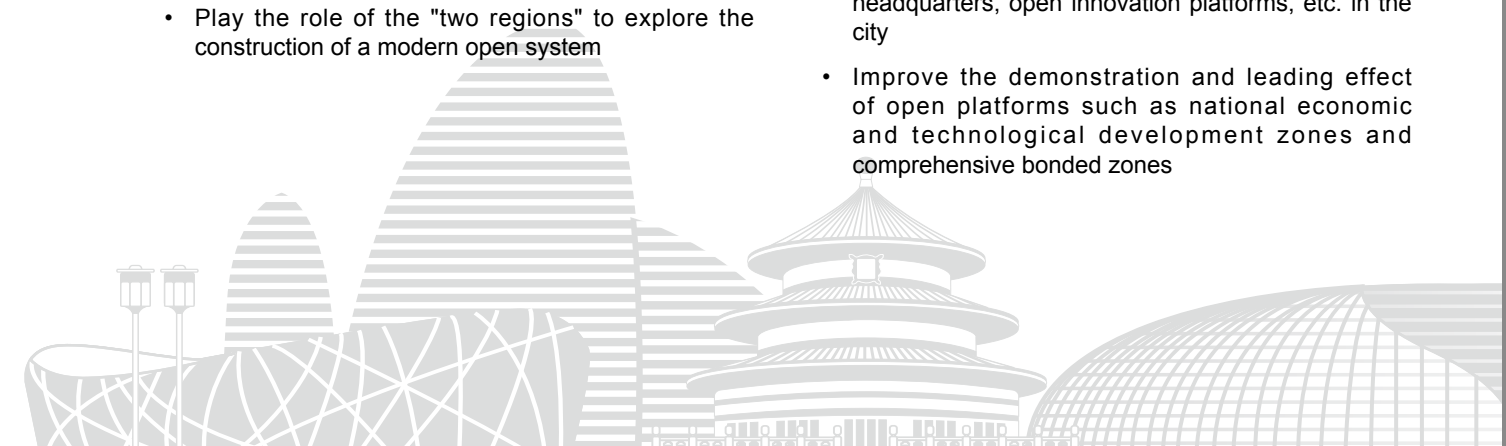 • Play the role of the "two regions" to explore the
construction of a modern open system
headquarters, open innovation platforms, etc. in the
city
• Improve the demonstration and leading effect
of open platforms such as national economic
and technological development zones and
comprehensive bonded zones